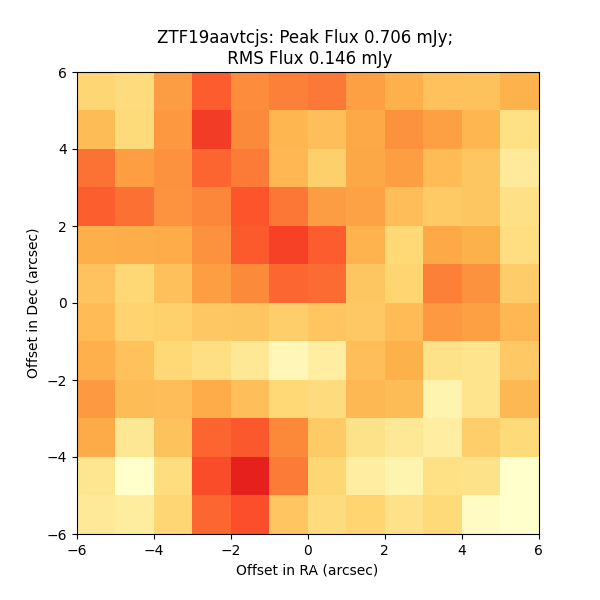 ZTF19aavtcjs: Peak Flux 0.706 mJy;
RMS Flux 0.146 mJy
6
4
2
0
−2
−4
−6
Offset in Dec (arcsec)
−6 −4 −2 0 2 4 6
Offset in RA (arcsec)